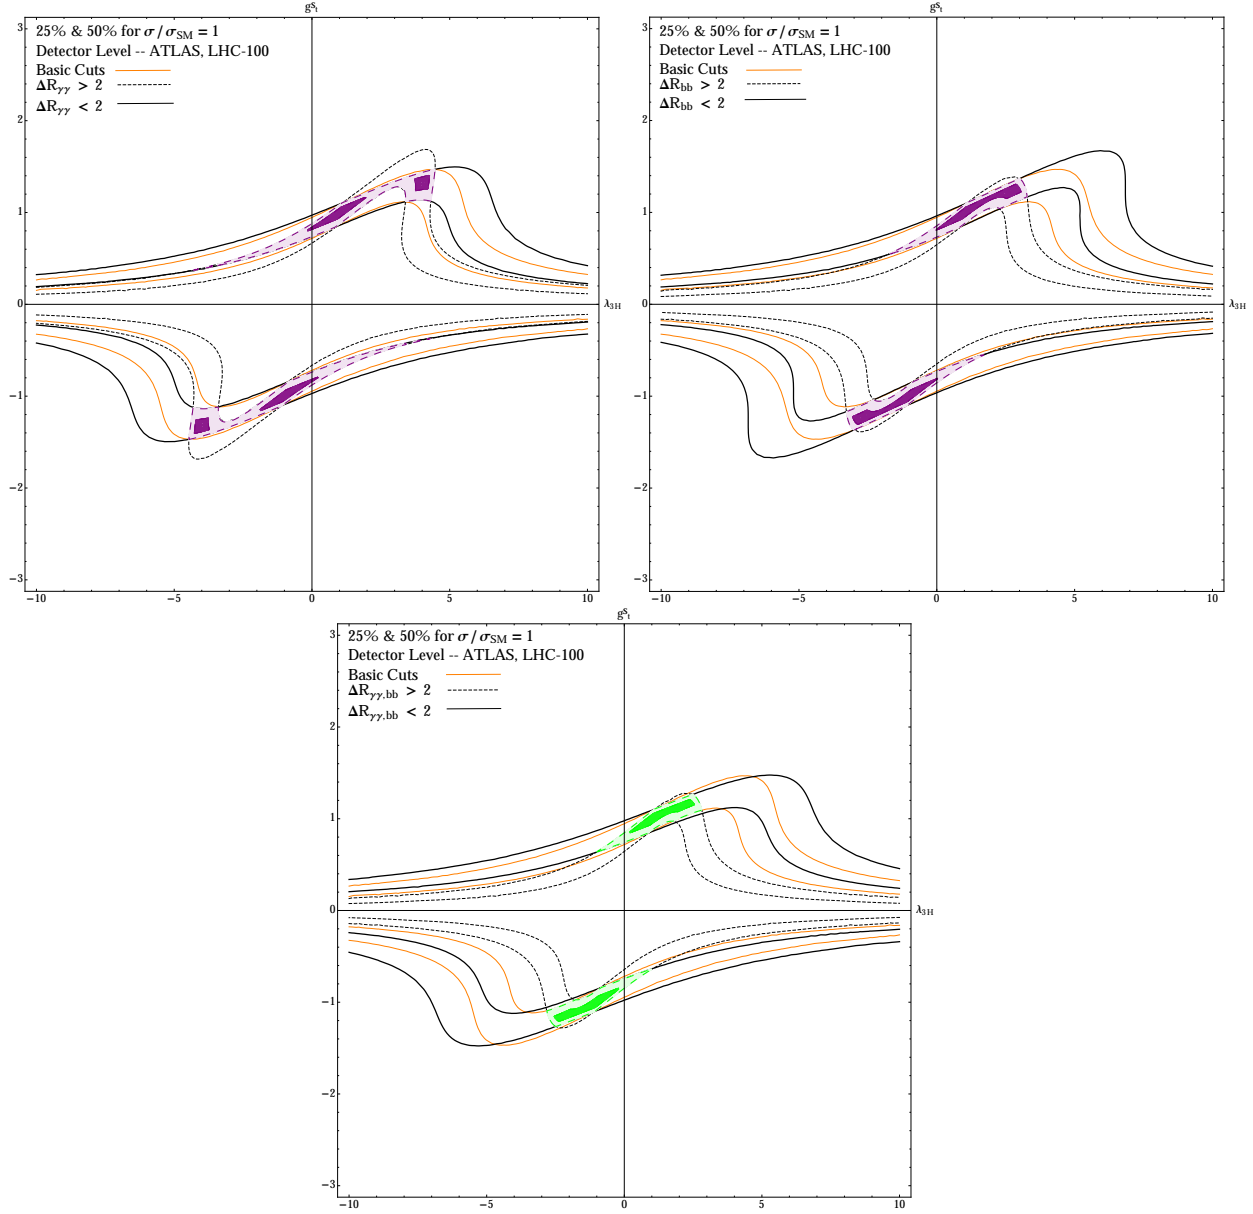 gˢₜ
25% & 50% for σ/σSM = 1
Detector Level -- ATLAS, LHC-100
Basic Cuts
ΔRγγ > 2
ΔRγγ < 2
3
2
1
0
−1
−2
−3
−10
−5
0
5
10
λ3H
gˢₜ
25% & 50% for σ/σSM = 1
Detector Level -- ATLAS, LHC-100
Basic Cuts
ΔRbb > 2
ΔRbb < 2
3
2
1
0
−1
−2
−3
−10
−5
0
5
10
λ3H
gˢₜ
25% & 50% for σ/σSM = 1
Detector Level -- ATLAS, LHC-100
Basic Cuts
ΔRγγ,bb > 2
ΔRγγ,bb < 2
3
2
1
0
−1
−2
−3
−10
−5
0
5
10
λ3H